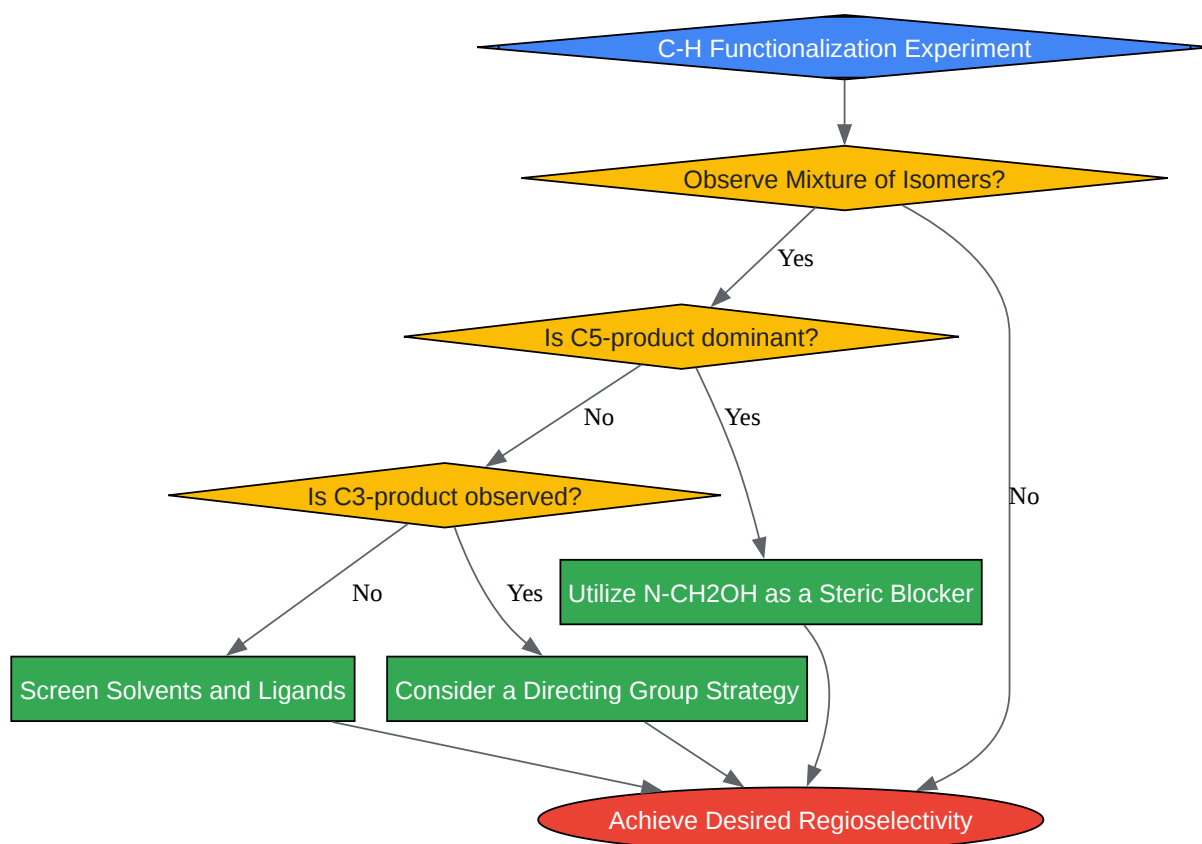 C-H Functionalization Experiment
Observe Mixture of Isomers?
Yes
Is C5-product dominant?
No
Yes
Is C3-product observed?
No
Utilize N-CH2OH as a Steric Blocker
No
Yes
Screen Solvents and Ligands
Consider a Directing Group Strategy
Achieve Desired Regioselectivity